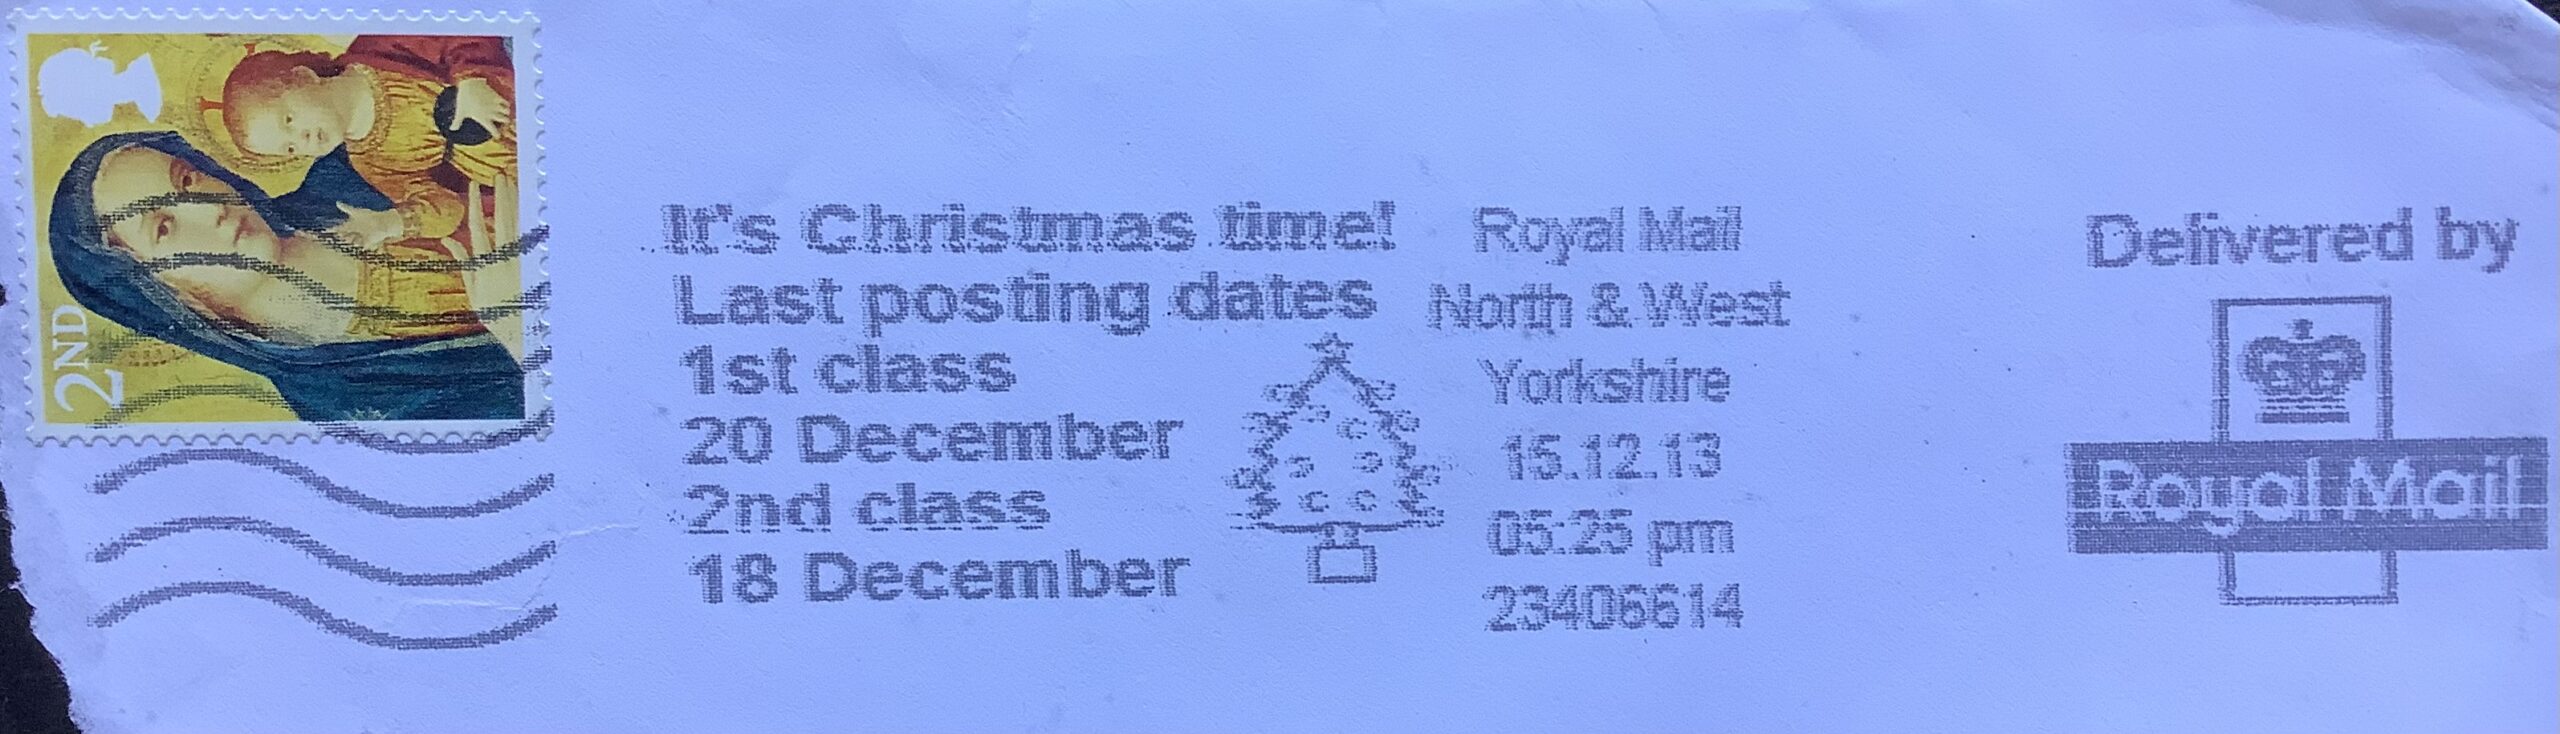 2ND
It's Christmas time!
Last posting dates
1st class
20 December
2nd class
18 December
Royal Mail
North & West
Yorkshire
15.12.13
05:25 pm
23406614
Delivered by
Royal Mail